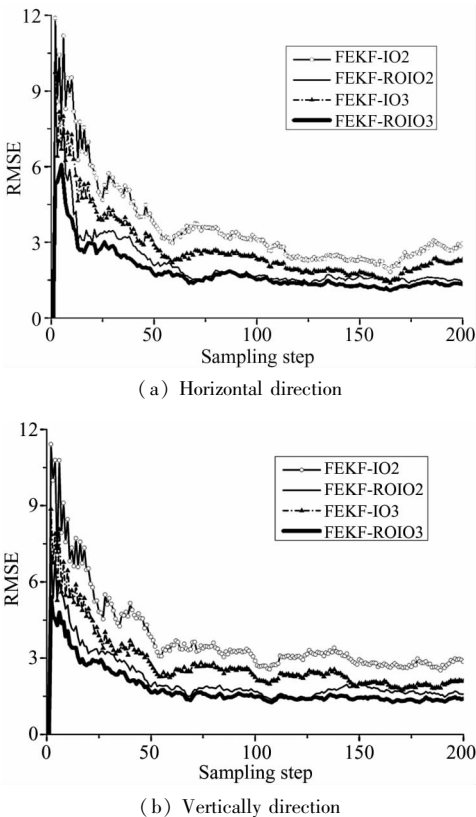 12
9
6
3
0
RMSE
FEKF-IO2
FEKF-ROIO2
FEKF-IO3
FEKF-ROIO3
0 50 100 150 200
Sampling step
(a) Horizontal direction
12
9
6
3
0
RMSE
FEKF-IO2
FEKF-ROIO2
FEKF-IO3
FEKF-ROIO3
0 50 100 150 200
Sampling step
(b) Vertically direction